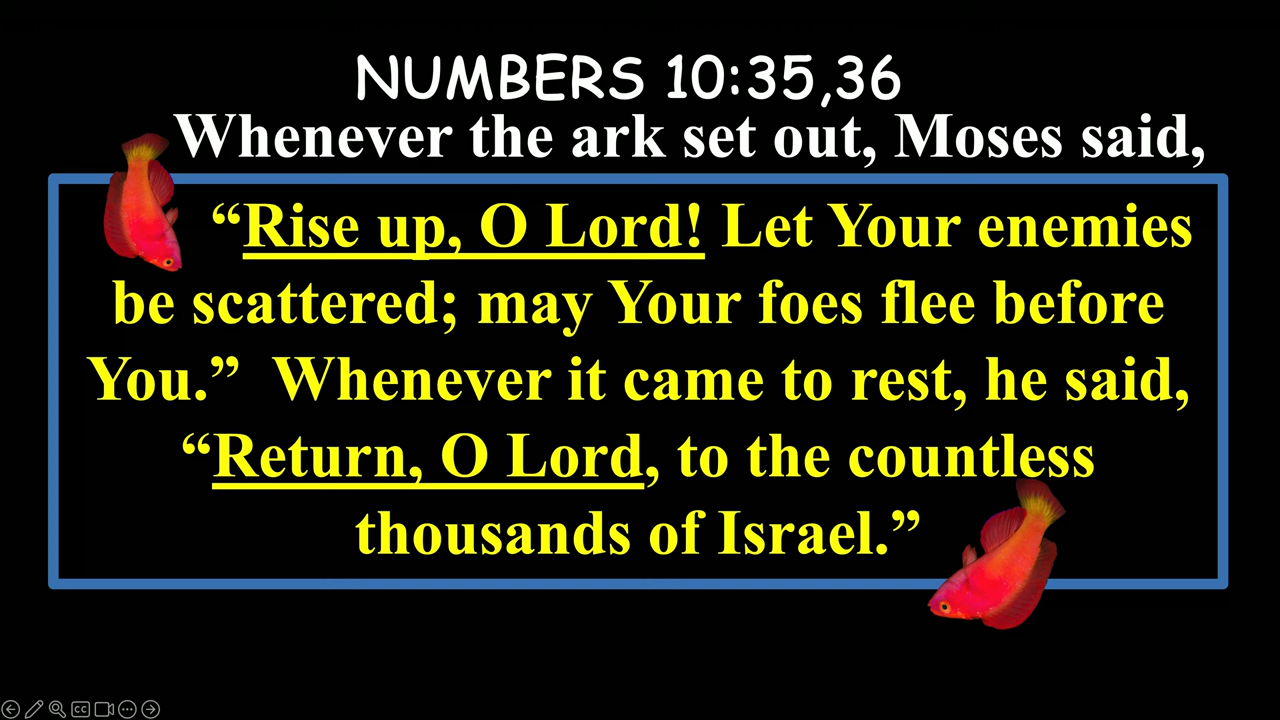 NUMBERS 10:35,36
Whenever the ark set out, Moses said,
“Rise up, O Lord! Let Your enemies
be scattered; may Your foes flee before
You.”  Whenever it came to rest, he said,
“Return, O Lord, to the countless
thousands of Israel.”
CC